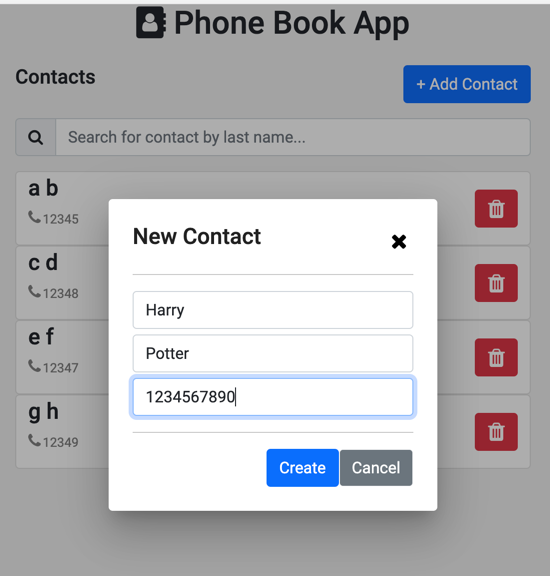 Phone Book App
Contacts
+ Add Contact
Search for contact by last name...
a b
12345
c d
12348
e f
12347
g h
12349
New Contact
Harry
Potter
1234567890
Create
Cancel